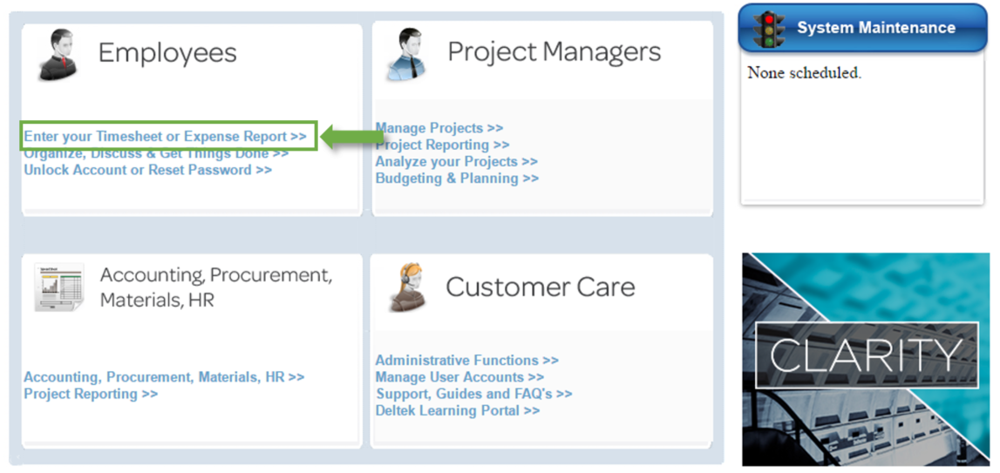 Employees
Enter your Timesheet or Expense Report >>
Organize, Discuss & Get Things Done >>
Unlock Account or Reset Password >>
Project Managers
Manage Projects >>
Project Reporting >>
Analyze your Projects >>
Budgeting & Planning >>
System Maintenance
None scheduled.
Accounting, Procurement,
Materials, HR
Accounting, Procurement, Materials, HR >>
Project Reporting >>
Customer Care
Administrative Functions >>
Manage User Accounts >>
Support, Guides and FAQ's >>
Deltek Learning Portal >>
CLARITY